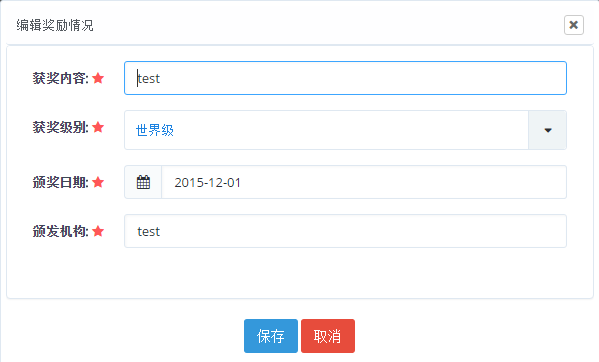 编辑奖励情况
获奖内容: test
获奖级别: 世界级
颁奖日期: 2015-12-01
颁发机构: test
保存 取消